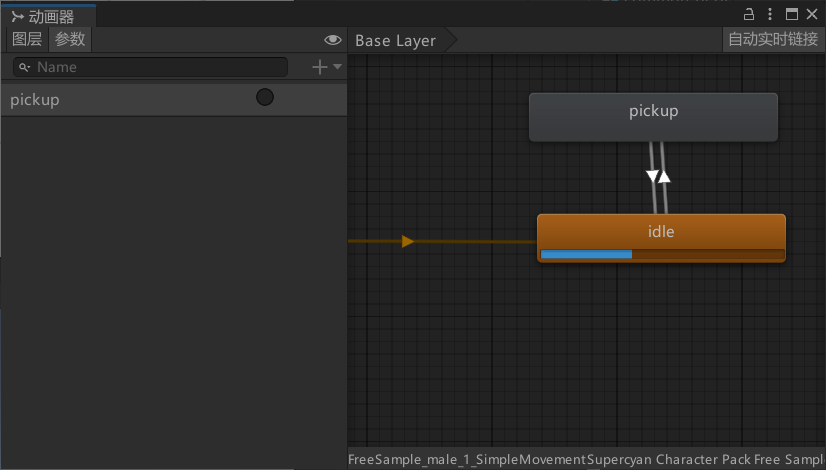 动画器
图层 参数
Base Layer
自动实时链接
Name
pickup
pickup
idle
FreeSample_male_1_SimpleMovementSupercyan Character Pack Free Sampl